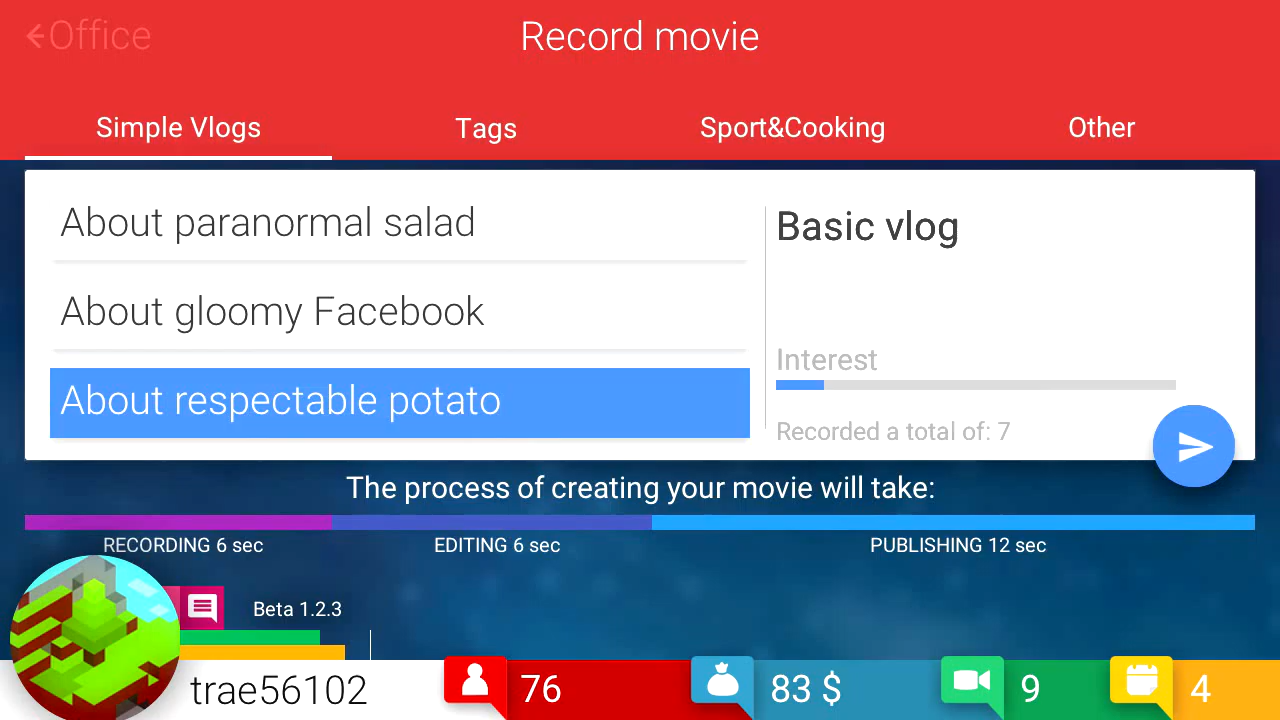 Office
Record movie
Simple Vlogs
Tags
Sport&Cooking
Other
About paranormal salad
About gloomy Facebook
About respectable potato
Basic vlog
Interest
Recorded a total of: 7
The process of creating your movie will take:
RECORDING 6 sec
EDITING 6 sec
PUBLISHING 12 sec
Beta 1.2.3
trae56102
76
83 $
9
4